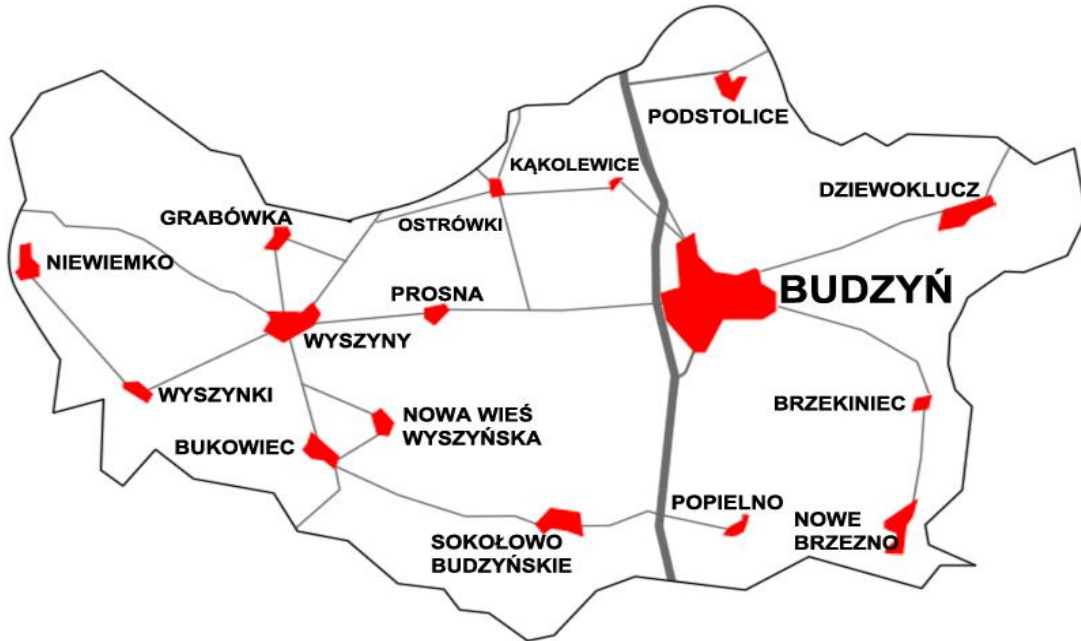 PODSTOLICE
KĄKOLEWICE
DZIEWOKLUCZ
GRABÓWKA
OSTRÓWKI
NIEWIEMKO
PROSNA
BUDZYŃ
WYSZYNY
WYSZYNKI
BRZEKINIEC
NOWA WIEŚ
WYSZYŃSKA
BUKOWIEC
POPIELNO
NOWE
BRZEZNO
SOKOŁOWO
BUDZYŃSKIE